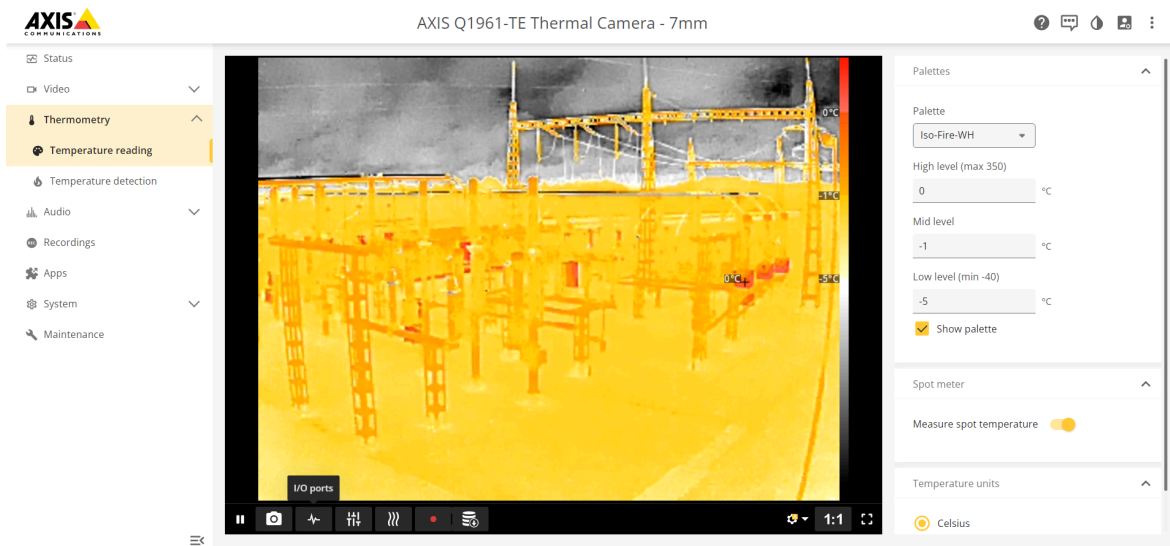 AXIS
COMMUNICATIONS
AXIS Q1961-TE Thermal Camera - 7mm
Status
Video
Thermometry
Temperature reading
Temperature detection
Audio
Recordings
Apps
System
Maintenance
0°C
-1°C
0°C
-5°C
I/O ports
1:1
Palettes
Palette
Iso-Fire-WH
High level (max 350)
0 °C
Mid level
-1 °C
Low level (min -40)
-5 °C
Show palette
Spot meter
Measure spot temperature
Temperature units
Celsius